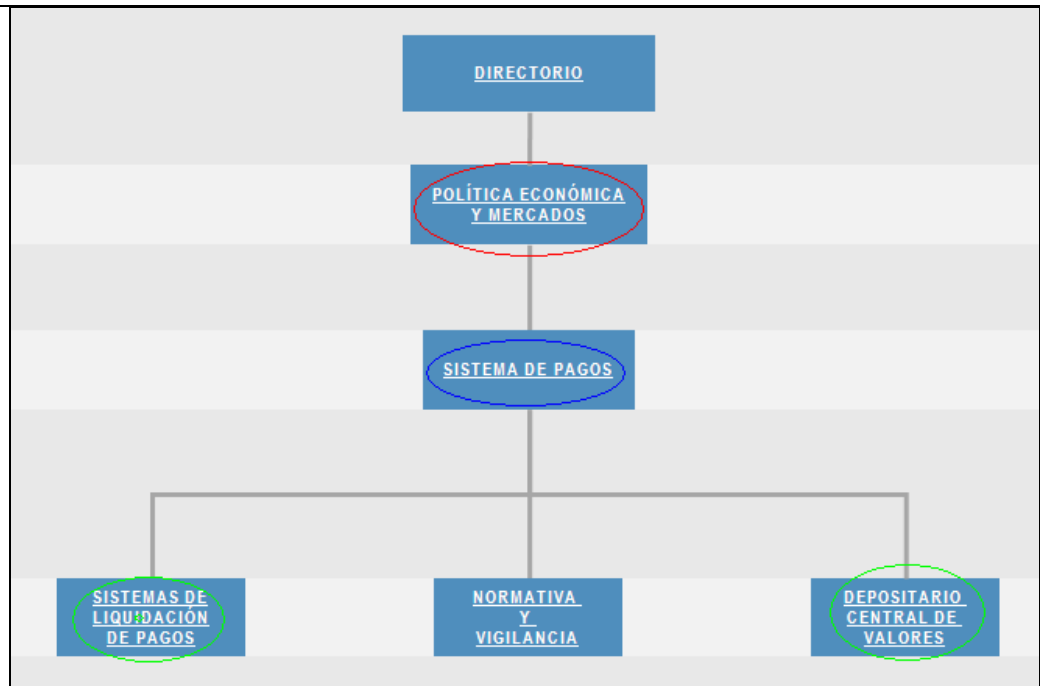 DIRECTORIO
POLÍTICA ECONÓMICA
Y MERCADOS
SISTEMA DE PAGOS
SISTEMAS DE
LIQUIDACIÓN
DE PAGOS
NORMATIVA
Y
VIGILANCIA
DEPOSITARIO
CENTRAL DE
VALORES